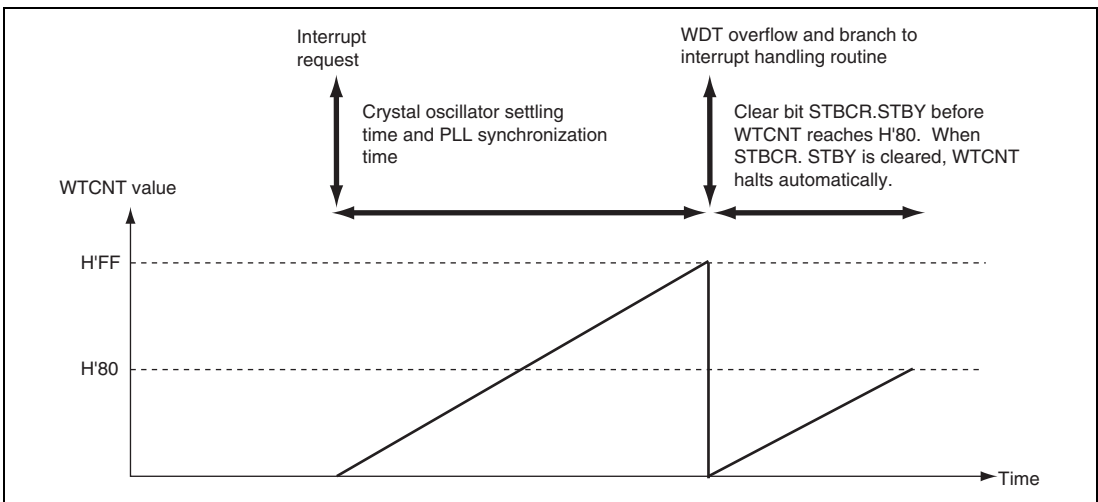 Interrupt
request
WDT overflow and branch to
interrupt handling routine
Crystal oscillator settling
time and PLL synchronization
time
Clear bit STBCR.STBY before
WTCNT reaches H'80.  When
STBCR. STBY is cleared, WTCNT
halts automatically.
WTCNT value
H'FF
H'80
Time